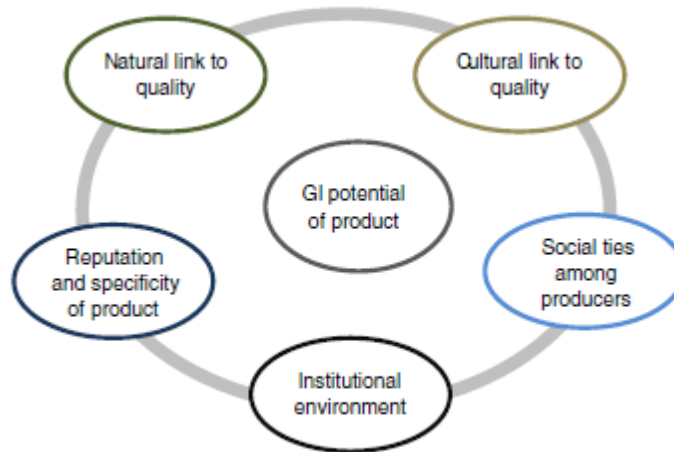 Natural link to
quality
Cultural link to
quality
GI potential
of product
Reputation
and specificity
of product
Social ties
among
producers
Institutional
environment